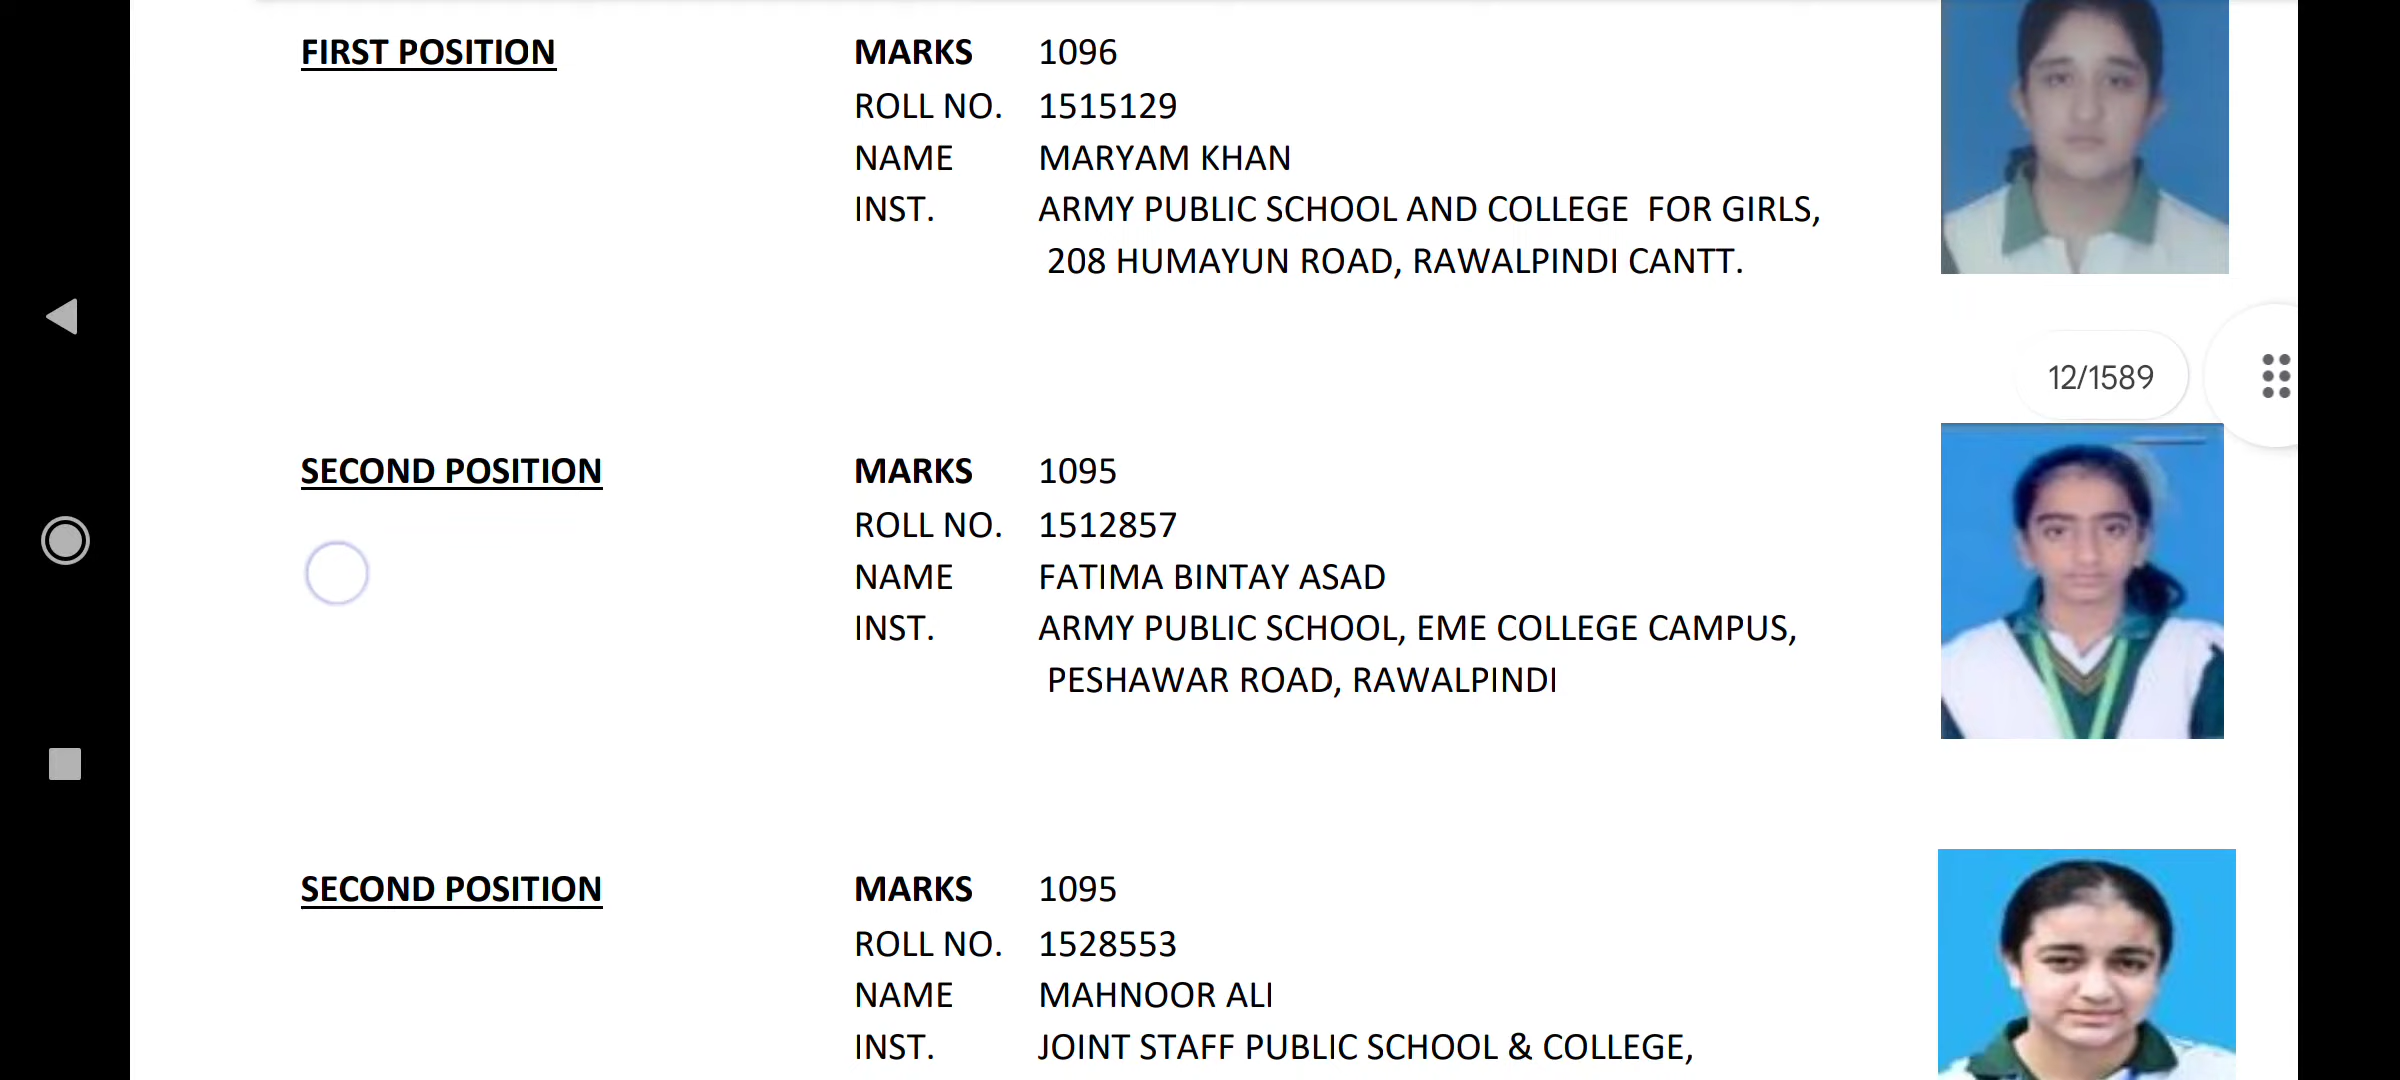 FIRST POSITION MARKS 1096
ROLL NO. 1515129
NAME MARYAM KHAN
INST. ARMY PUBLIC SCHOOL AND COLLEGE FOR GIRLS,
208 HUMAYUN ROAD, RAWALPINDI CANTT.
12/1589
SECOND POSITION MARKS 1095
ROLL NO. 1512857
NAME FATIMA BINTAY ASAD
INST. ARMY PUBLIC SCHOOL, EME COLLEGE CAMPUS,
PESHAWAR ROAD, RAWALPINDI
SECOND POSITION MARKS 1095
ROLL NO. 1528553
NAME MAHNOOR ALI
INST. JOINT STAFF PUBLIC SCHOOL & COLLEGE,